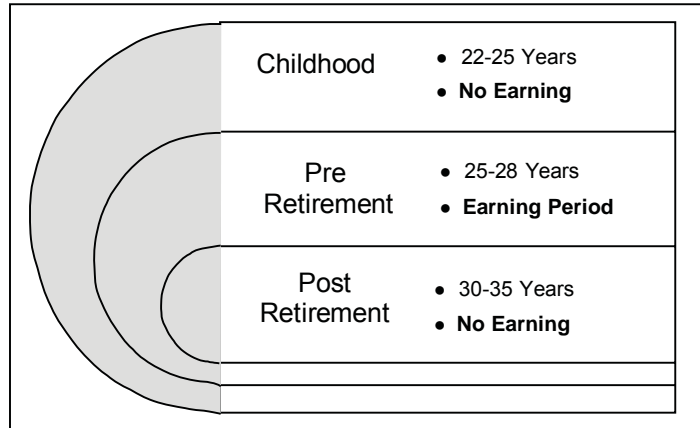 Childhood
● 22-25 Years
● No Earning
Pre
Retirement
● 25-28 Years
● Earning Period
Post
Retirement
● 30-35 Years
● No Earning